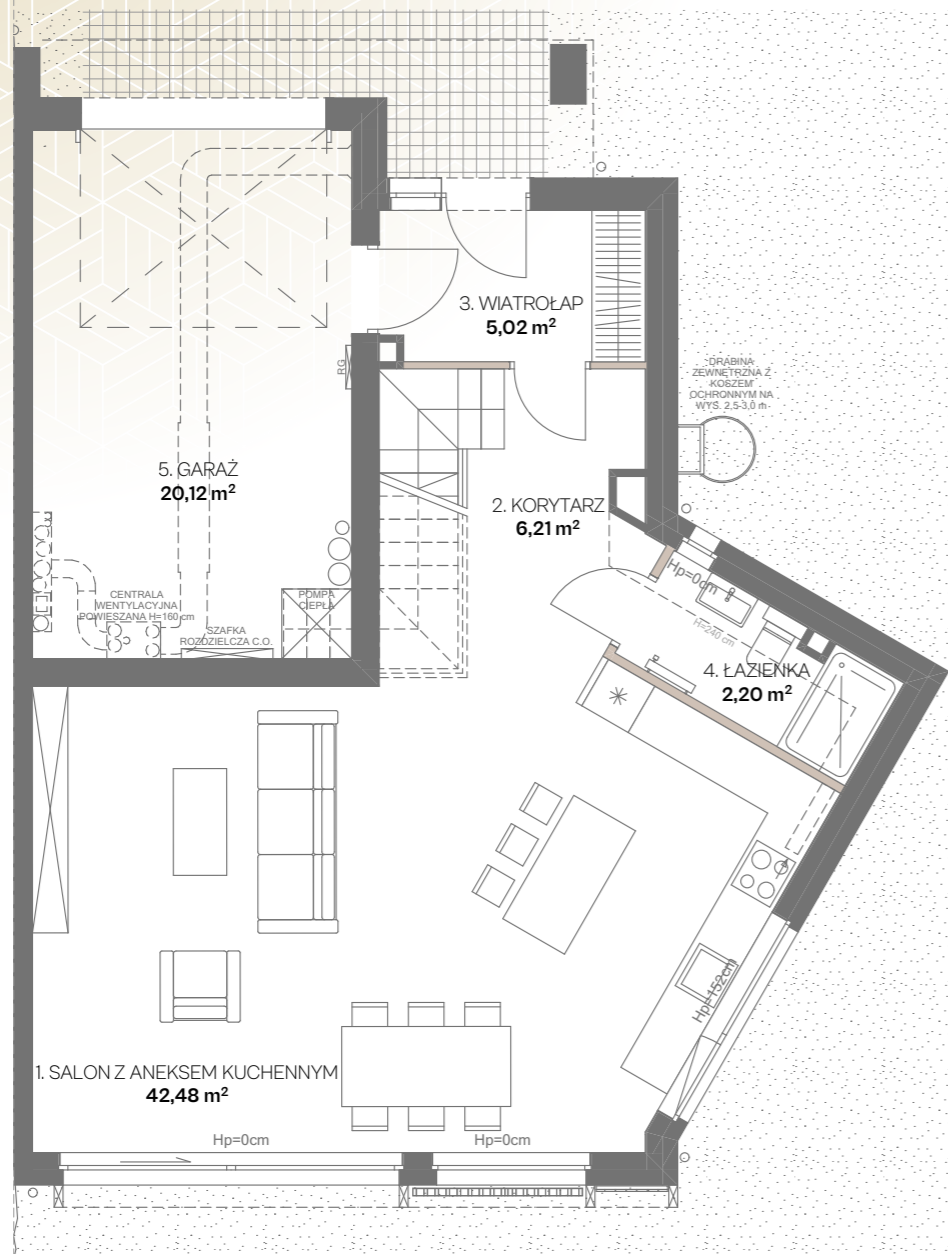 3. WIATROŁAP
5,02 m²
DRABINA
ZEWNĘTRZNA Z
KOSZEM
OCHRONNYM NA
WYS. 2,5-3,0 m
RG
5. GARAŻ
20,12 m²
2. KORYTARZ
6,21 m²
Hp=0cm
H=240 cm
CENTRALA
WENTYLACYJNA
POWIESZANA H=160 cm
POMPA
CIEPŁA
SZAFKA
ROZDZIELCZA C.O.
4. ŁAZIENKA
2,20 m²
Hp=152cm
1. SALON Z ANEKSEM KUCHENNYM
42,48 m²
Hp=0cm
Hp=0cm